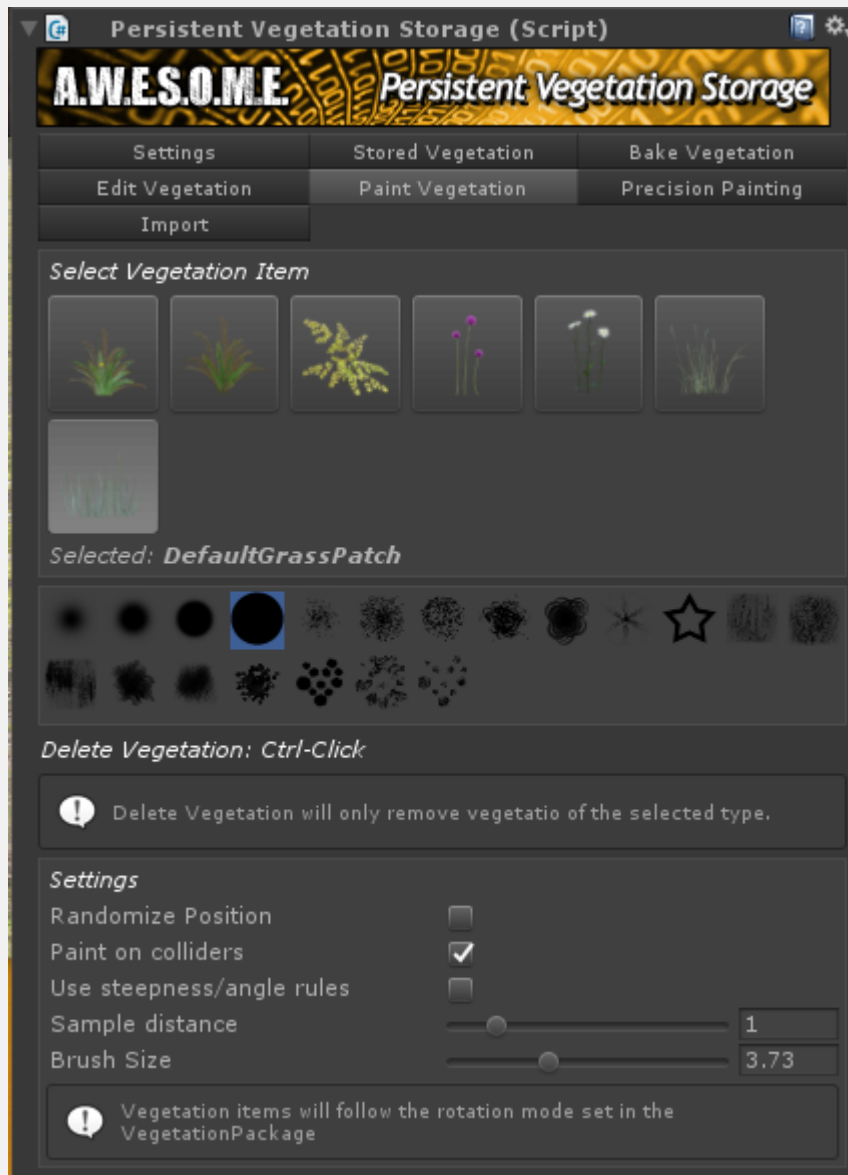 Persistent Vegetation Storage (Script)
A.W.E.S.O.M.E. Persistent Vegetation Storage
Settings Stored Vegetation Bake Vegetation
Edit Vegetation Paint Vegetation Precision Painting
Import
Select Vegetation Item
Selected: DefaultGrassPatch
Delete Vegetation: Ctrl-Click
Delete Vegetation will only remove vegetatio of the selected type.
Settings
Randomize Position
Paint on colliders
Use steepness/angle rules
Sample distance 1
Brush Size 3.73
Vegetation items will follow the rotation mode set in the
VegetationPackage